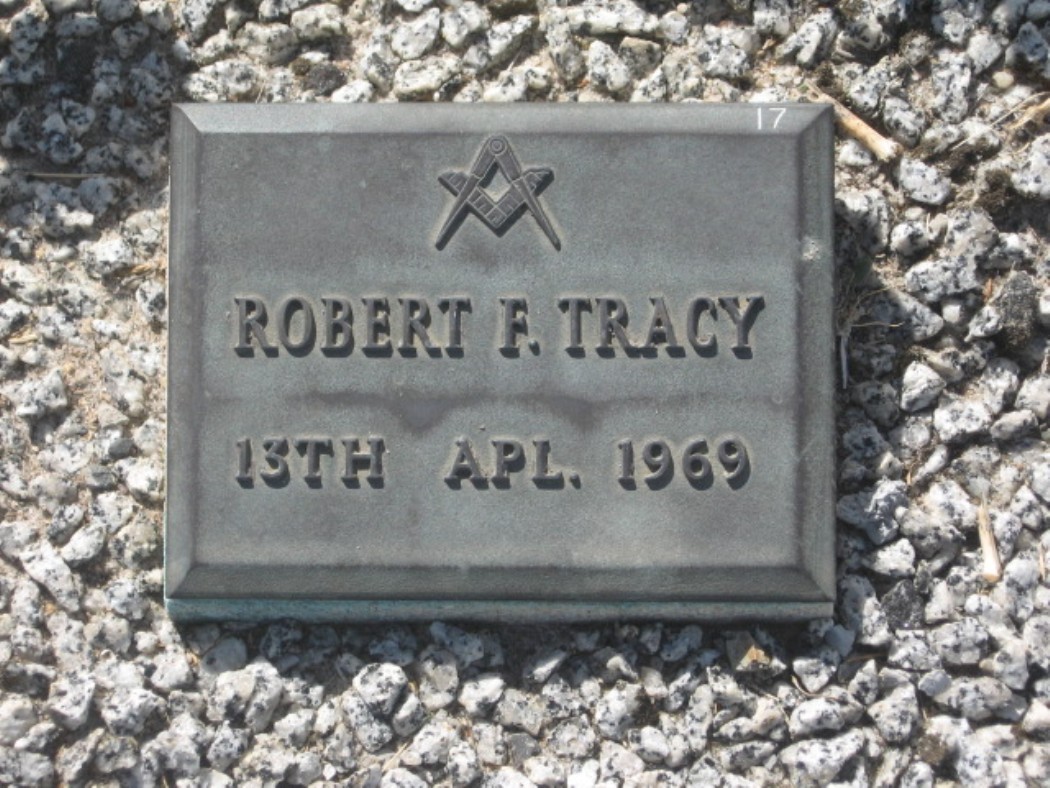 17
ROBERT F. TRACY
13TH APL. 1969